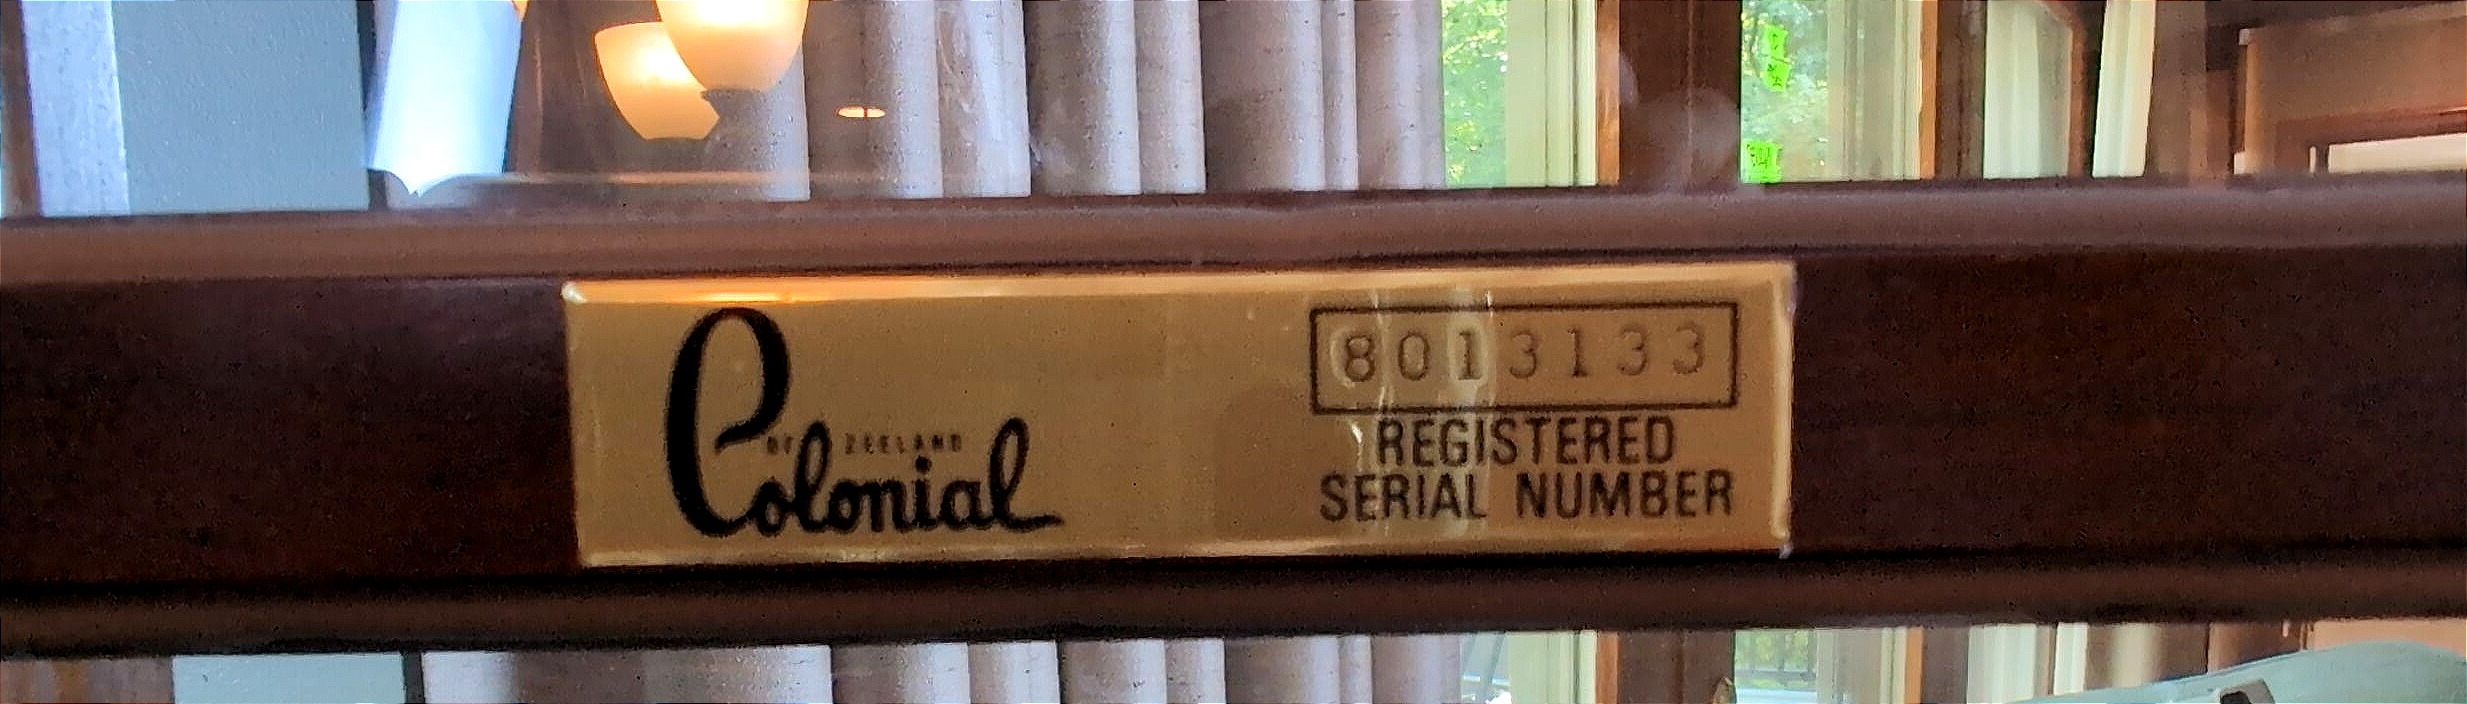 8013133
OF ZEELAND
Colonial
REGISTERED
SERIAL NUMBER